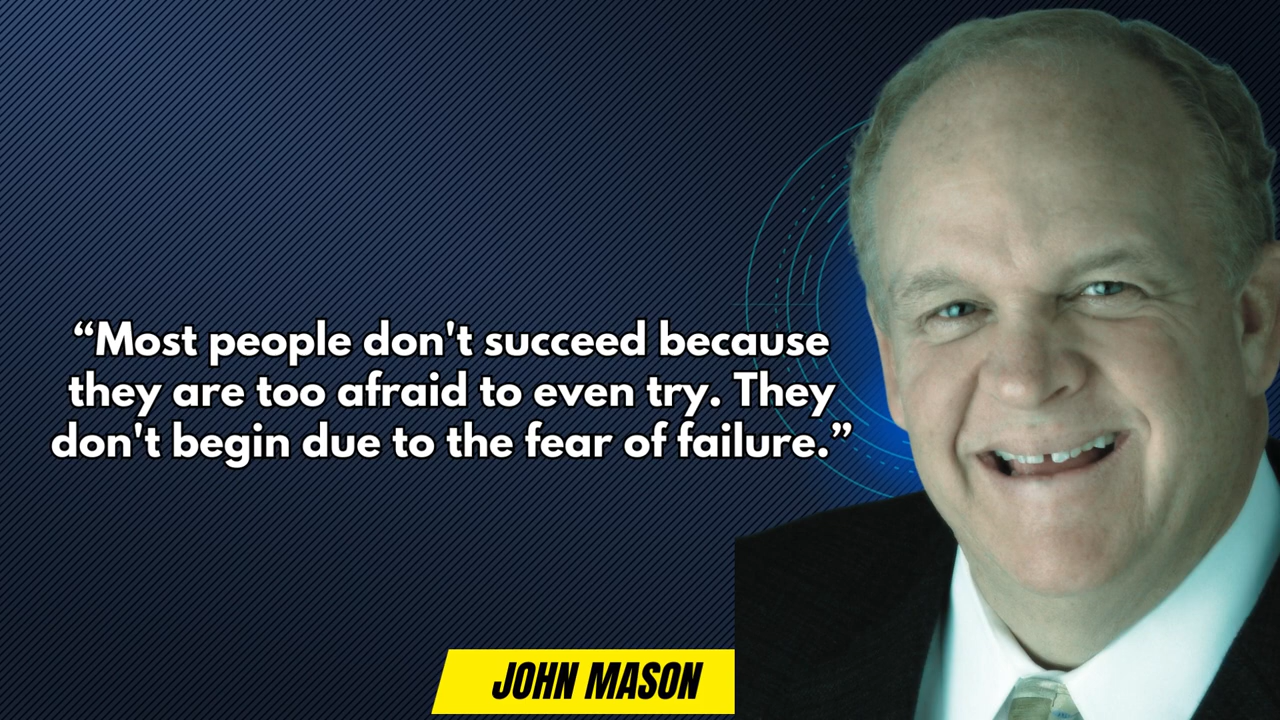 “Most people don't succeed because
they are too afraid to even try. They
don't begin due to the fear of failure.”
JOHN MASON